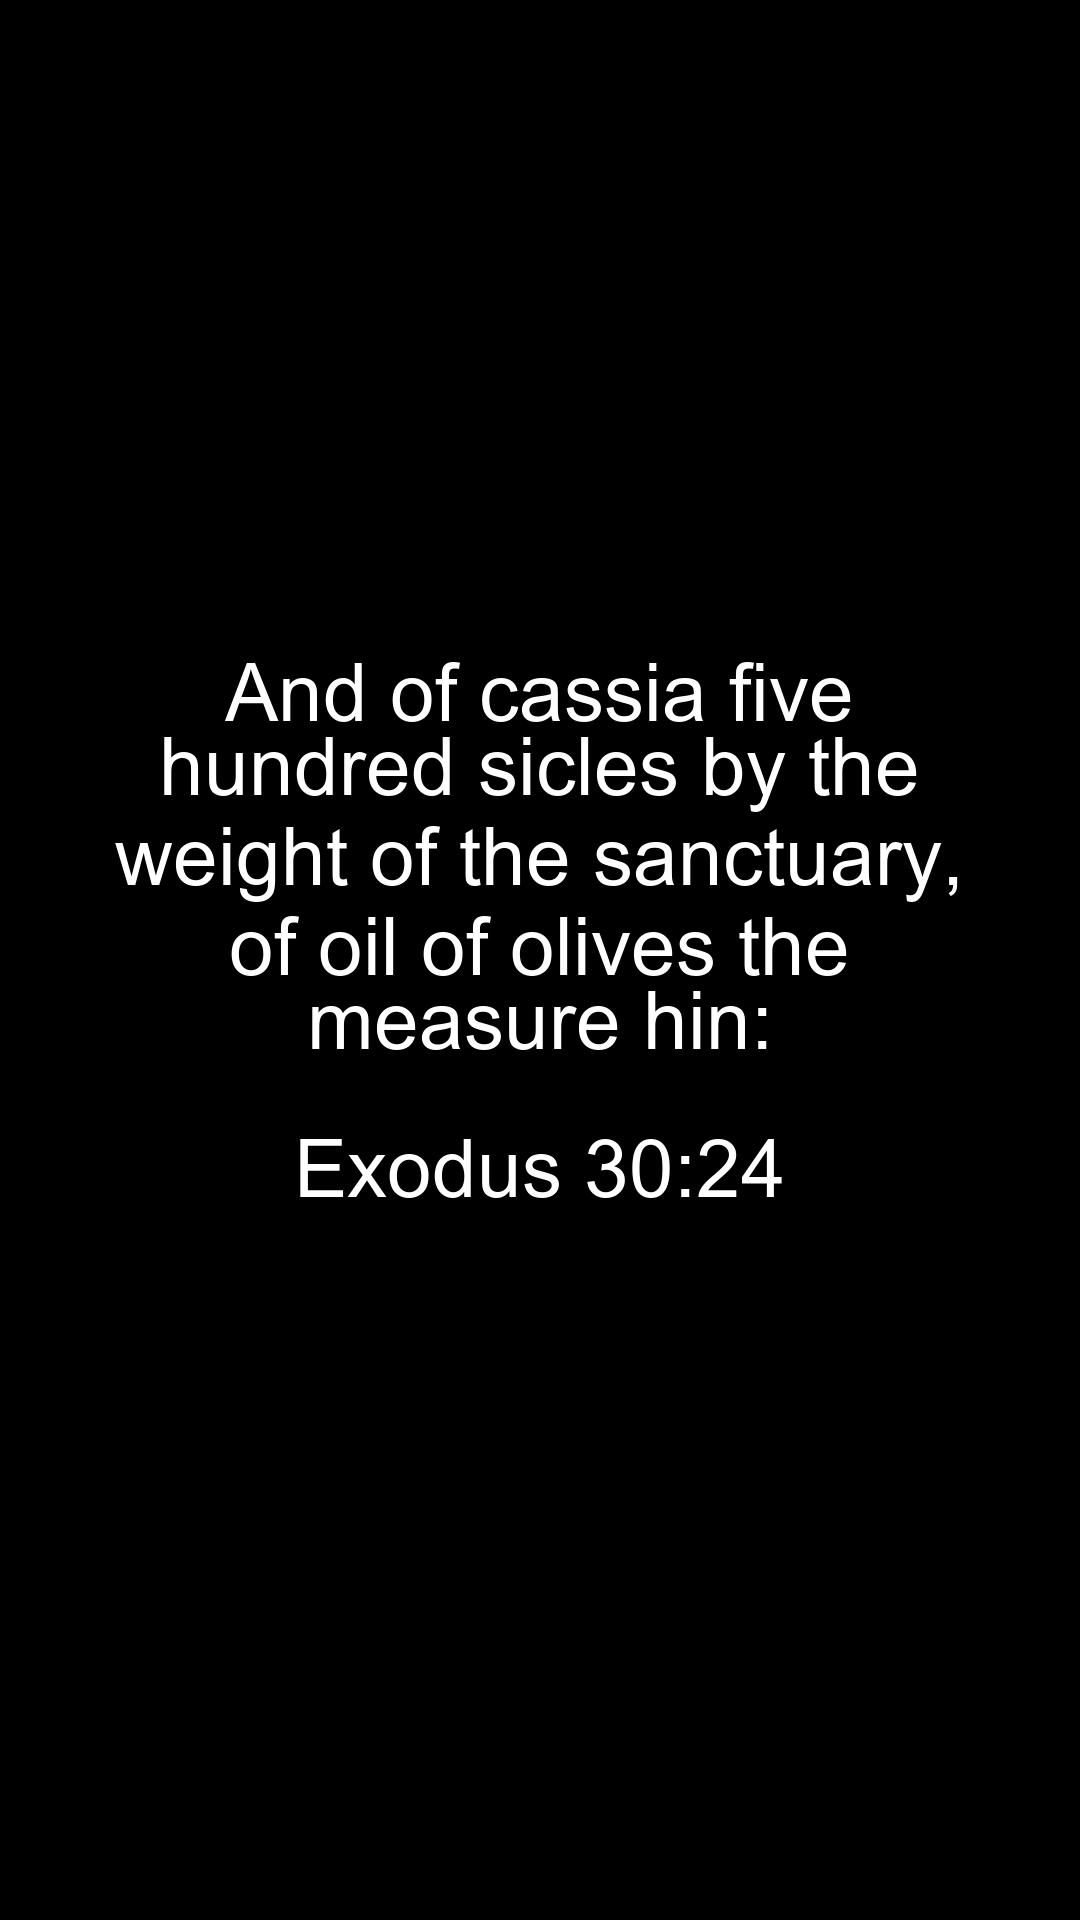 And of cassia five
hundred sicles by the
weight of the sanctuary,
of oil of olives the
measure hin:
Exodus 30:24